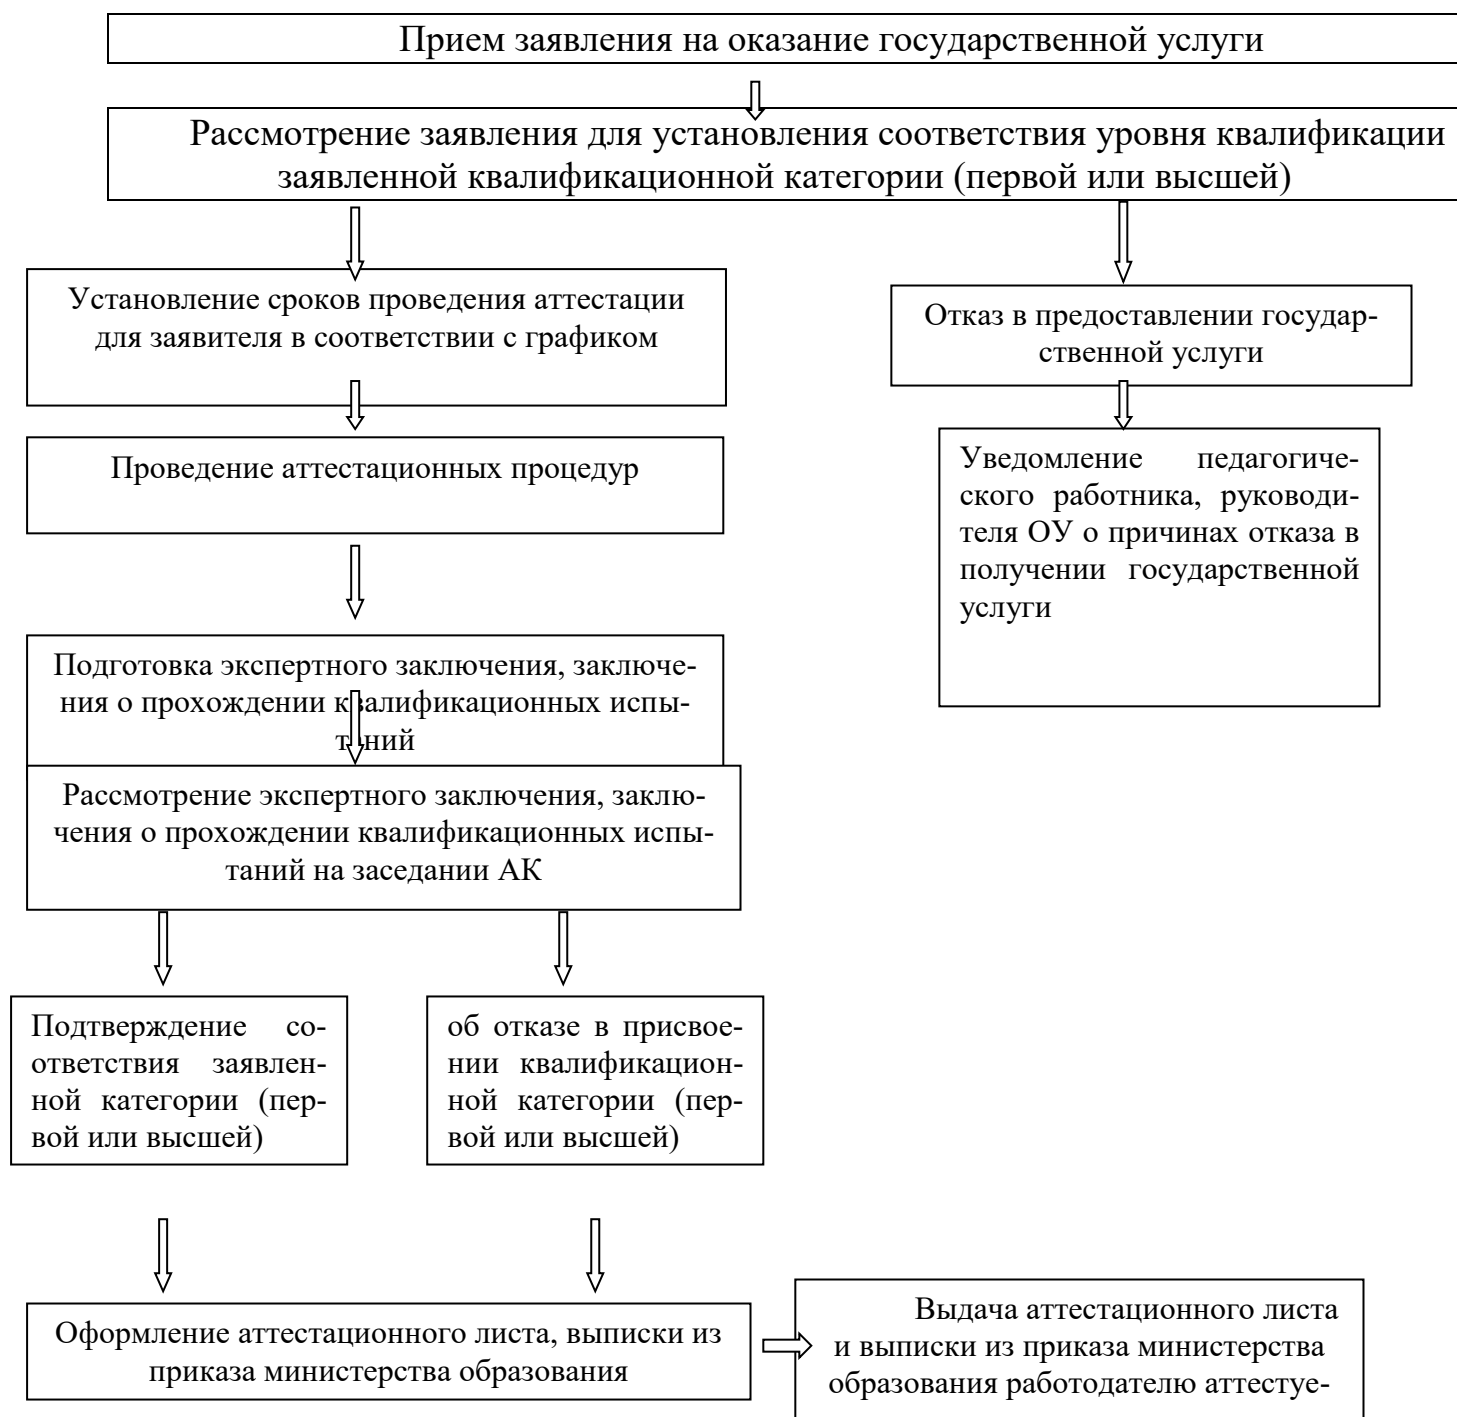 Прием заявления на оказание государственной услуги
Рассмотрение заявления для установления соответствия уровня квалификации
заявленной квалификационной категории (первой или высшей)
Установление сроков проведения аттестации
для заявителя в соответствии с графиком
Отказ в предоставлении государ-
ственной услуги
Проведение аттестационных процедур
Уведомление педагогиче-
ского работника, руководи-
теля ОУ о причинах отказа в
получении государственной
услуги
Подготовка экспертного заключения, заключе-
ния о прохождении квалификационных испы-
таний
Рассмотрение экспертного заключения, заклю-
чения о прохождении квалификационных испы-
таний на заседании АК
Подтверждение со-
ответствия заявлен-
ной категории (пер-
вой или высшей)
об отказе в присвое-
нии квалификацион-
ной категории (пер-
вой или высшей)
Оформление аттестационного листа, выписки из
приказа министерства образования
Выдача аттестационного листа
и выписки из приказа министерства
образования работодателю аттестуе-